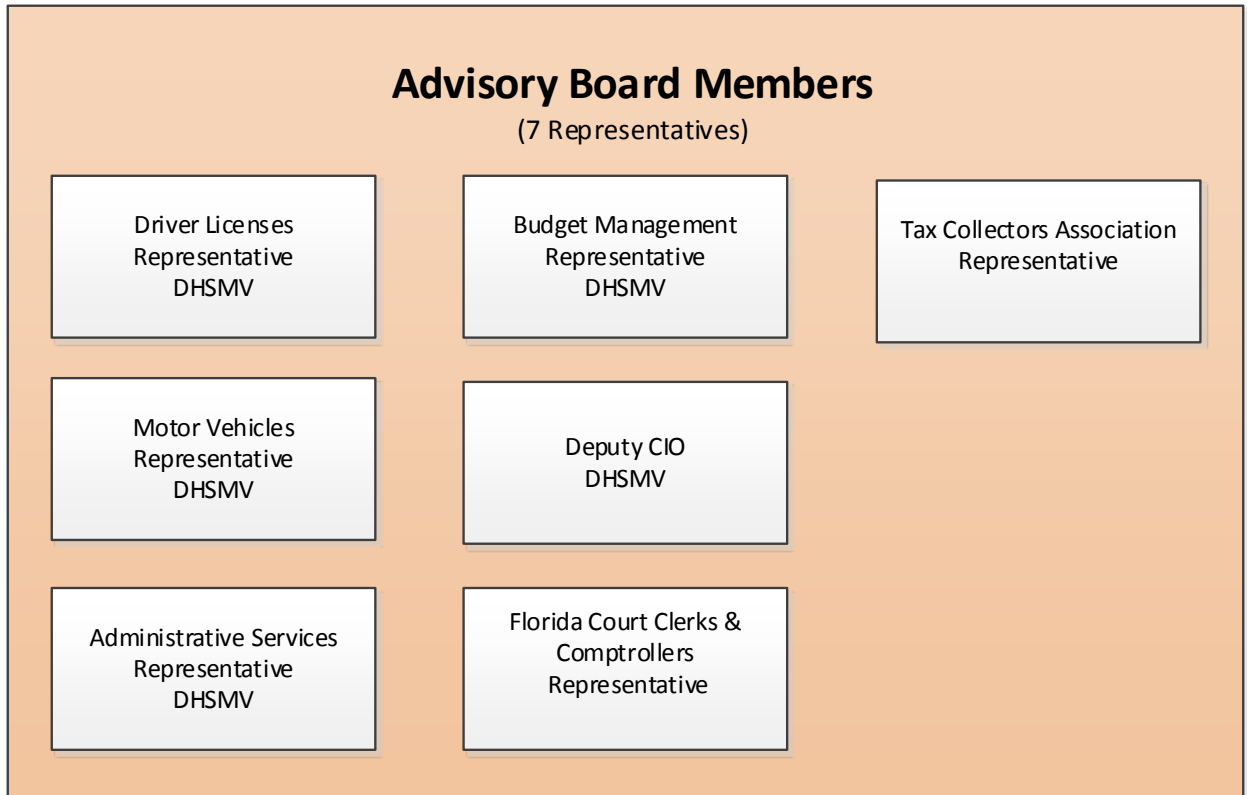 Advisory Board Members
(7 Representatives)
Driver Licenses
Representative
DHSMV
Budget Management
Representative
DHSMV
Tax Collectors Association
Representative
Motor Vehicles
Representative
DHSMV
Deputy CIO
DHSMV
Administrative Services
Representative
DHSMV
Florida Court Clerks &
Comptrollers
Representative